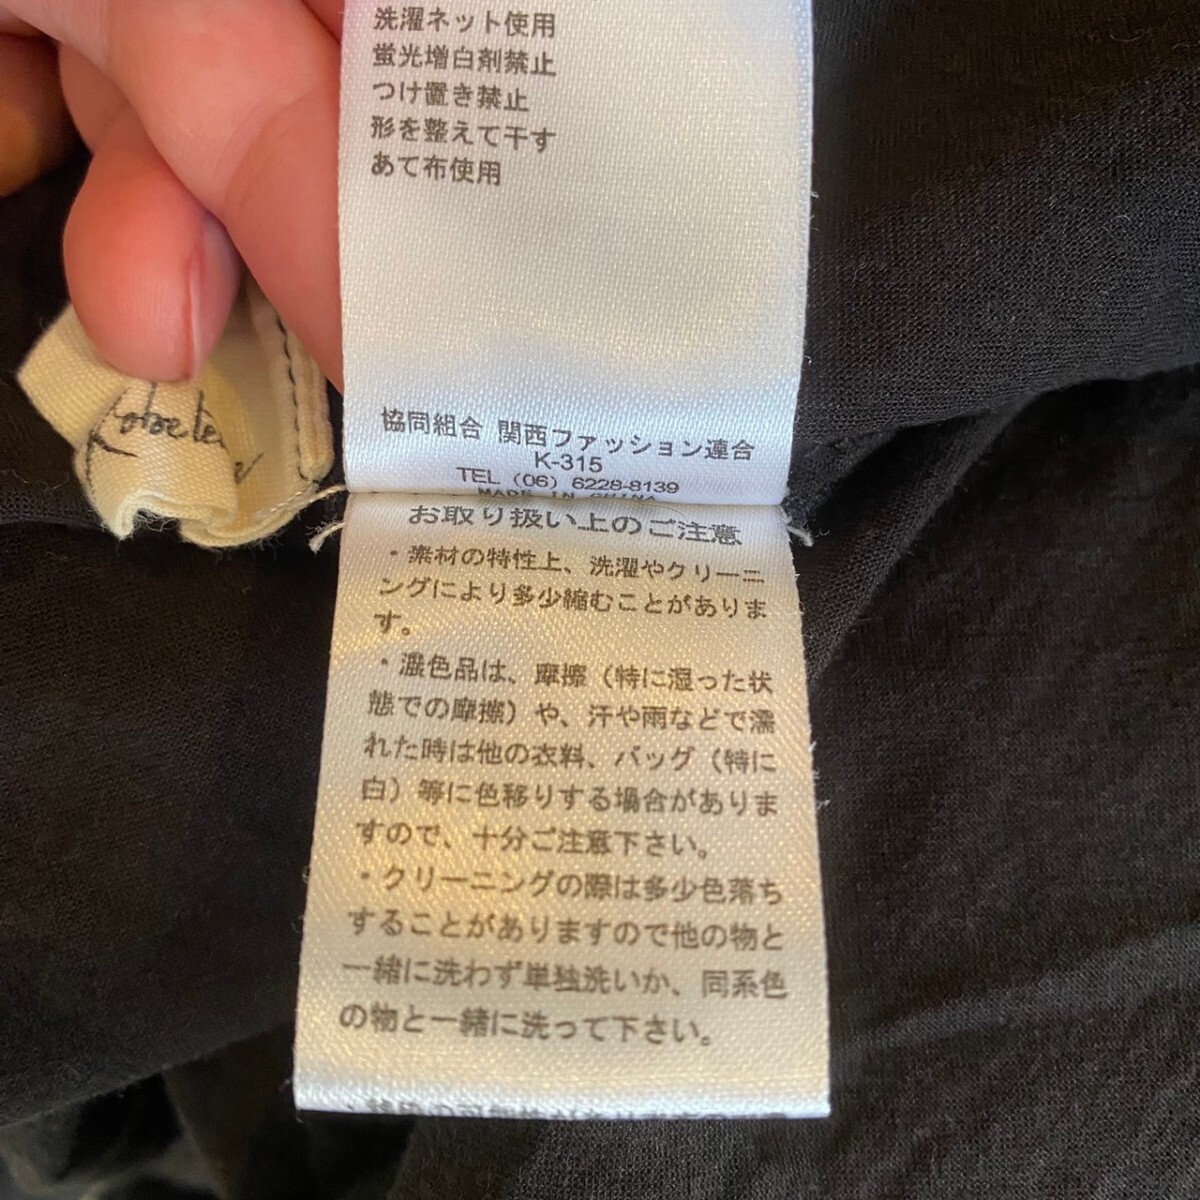 洗濯ネット使用
蛍光増白剤禁止
つけ置き禁止
形を整えて干す
あて布使用
協同組合 関西ファッション連合
K-315
TEL (06) 6228-8139
MADE IN CHINA
お取り扱い上のご注意
・素材の特性上、洗濯やクリーニ
ングにより多少縮むことがありま
す。
・濃色品は、摩擦（特に湿った状
態での摩擦）や、汗や雨などで濡
れた時は他の衣料、バッグ（特に
白）等に色移りする場合がありま
すので、十分ご注意下さい。
・クリーニングの際は多少色落ち
することがありますので他の物と
一緒に洗わず単独洗いか、同系色
の物と一緒に洗って下さい。